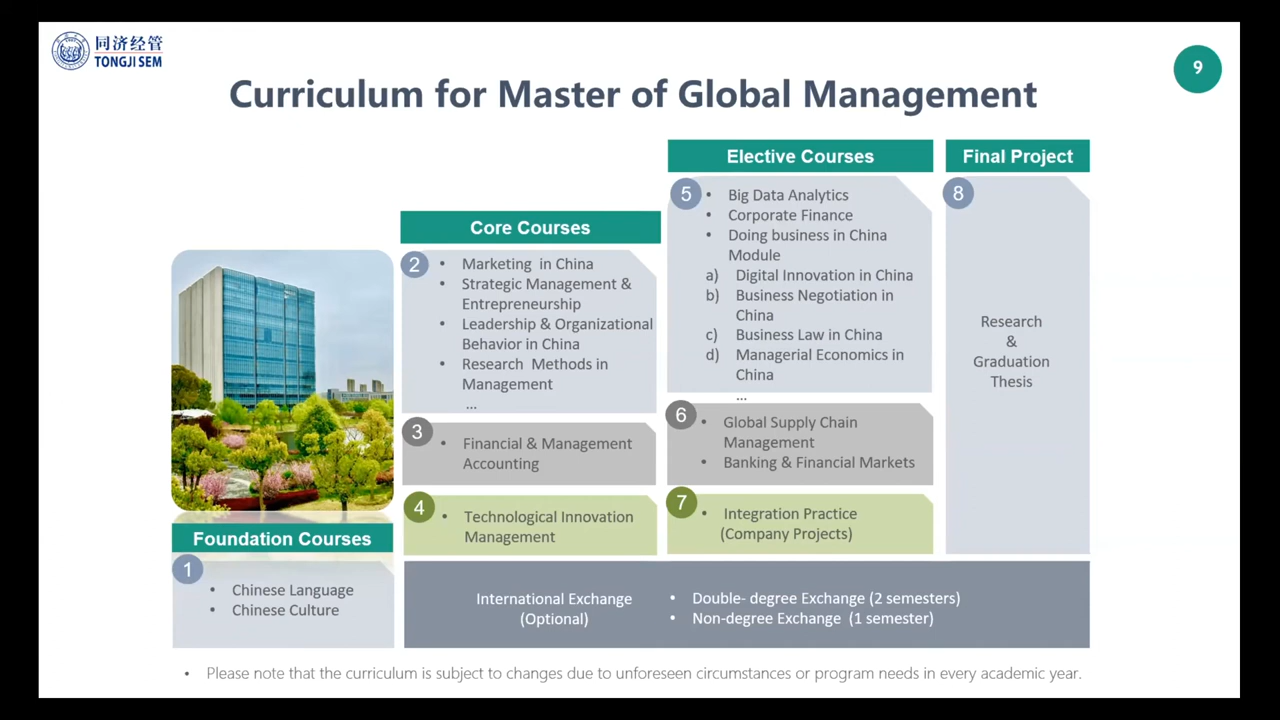 同济经管
TONGJI SEM
9
Curriculum for Master of Global Management
Foundation Courses
1
• Chinese Language
• Chinese Culture
Core Courses
2
• Marketing in China
• Strategic Management &
Entrepreneurship
• Leadership & Organizational
Behavior in China
• Research Methods in
Management
...
3
• Financial & Management
Accounting
4
• Technological Innovation
Management
Elective Courses
5
• Big Data Analytics
• Corporate Finance
• Doing business in China
Module
a) Digital Innovation in China
b) Business Negotiation in
China
c) Business Law in China
d) Managerial Economics in
China
...
6
• Global Supply Chain
Management
• Banking & Financial Markets
7
• Integration Practice
(Company Projects)
Final Project
8
Research
&
Graduation
Thesis
International Exchange
(Optional)
• Double- degree Exchange (2 semesters)
• Non-degree Exchange (1 semester)
• Please note that the curriculum is subject to changes due to unforeseen circumstances or program needs in every academic year.